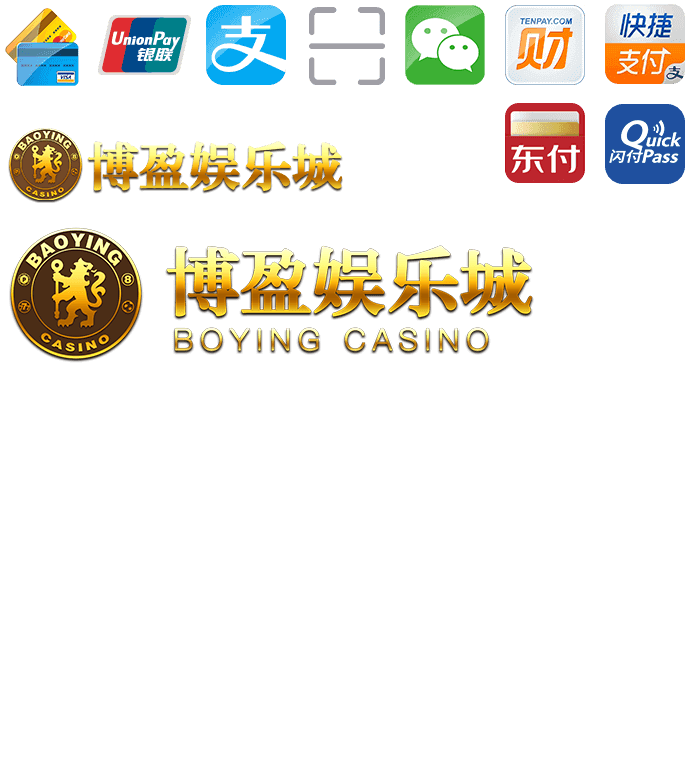 VISA
UnionPay
银联
支
TENPAY.COM
财
快捷
支付
支
东付
Quick
闪付Pass
BAOYING
CASINO
博盈娱乐城
BAOYING
CASINO
博盈娱乐城
BOYING CASINO